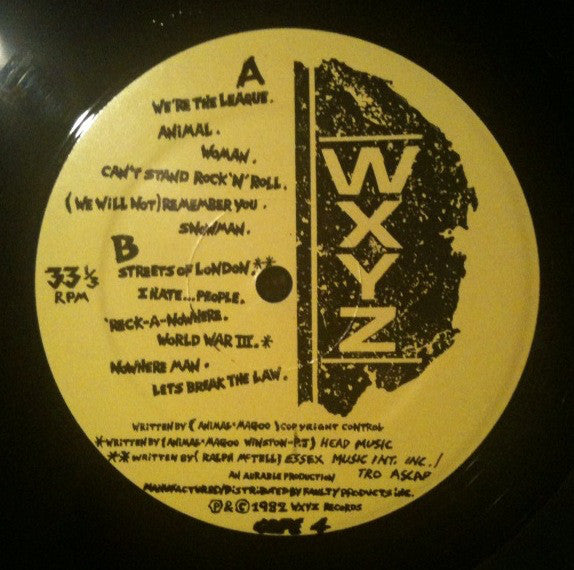 A
WE'RE THE LEAGUE.
ANIMAL.
WOMAN.
CAN'T STAND ROCK 'N' ROLL.
(WE WILL NOT) REMEMBER YOU.
SNOWMAN.
B
STREETS OF LONDON.**
I HATE...PEOPLE.
'RECK-A-NOWHERE.
WORLD WAR III.*
NOWHERE MAN.
LETS BREAK THE LAW.
33 1/3
RPM
W
X
Y
Z
WRITTEN BY (ANIMAL·MAGOO) COPYRIGHT CONTROL
*WRITTEN BY (ANIMAL·MAGOO WINSTON·P.J) HEAD MUSIC
**WRITTEN BY (RALPH McTELL) ESSEX MUSIC INT. INC./
TRO ASCAP
AN AURABLE PRODUCTION
MANUFACTURED/DISTRIBUTED BY FAULTY PRODUCTS INC.
Ⓟ & © 1982 WXYZ RECORDS
4